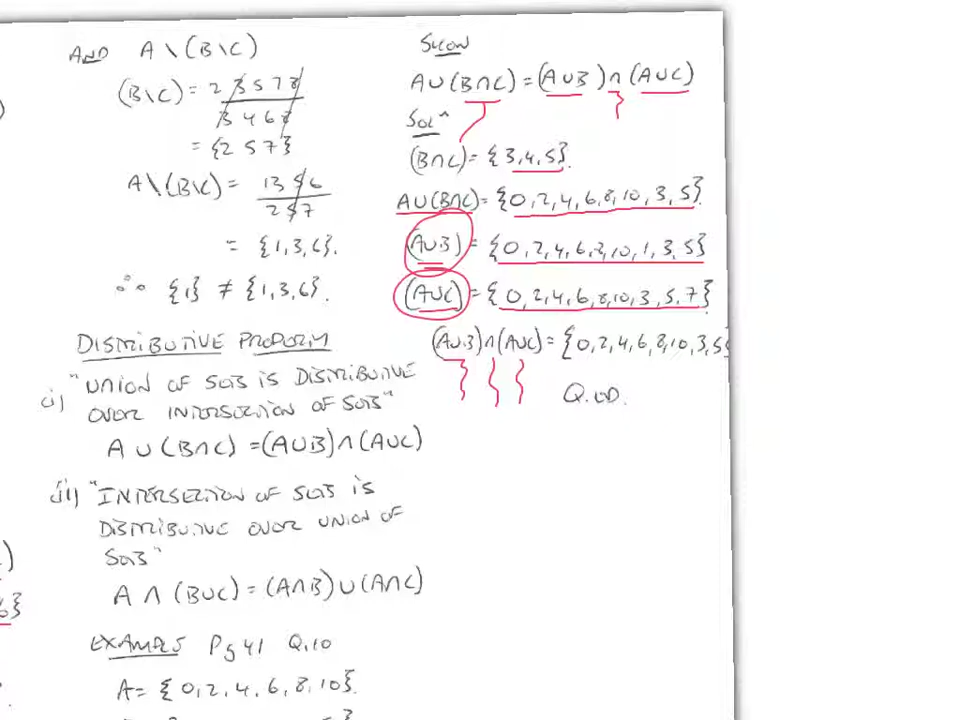 AND A \ (B\C)
(B\C) = 2 3 5 7 8
3 4 6 8
= {2 5 7}
A \ (B\C) = 1 3 5 6
2 5 7
= {1,3,6}.
∴ {1} ≠ {1,3,6}.
DISTRIBUTIVE PROPERTY
i) "UNION OF SETS IS DISTRIBUTIVE
OVER INTERSECTION OF SETS"
A ∪ (B∩C) = (A∪B)∩(A∪C)
ii) "INTERSECTION OF SETS IS
DISTRIBUTIVE OVER UNION OF
SETS"
A ∩ (B∪C) = (A∩B)∪(A∩C)
EXAMPLE Pg 41 Q.10
A = {0,2,4,6,8,10}.
SHOW
A∪(B∩C) = (A∪B)∩(A∪C)
Solⁿ
(B∩C) = {3,4,5}.
A∪(B∩C) = {0,2,4,6,8,10,3,5}.
(A∪B) = {0,2,4,6,8,10,1,3,5}
(A∪C) = {0,2,4,6,8,10,3,5,7}
(A∪B)∩(A∪C) = {0,2,4,6,8,10,3,5}
Q.ED.